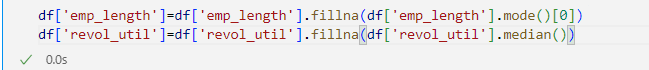 df['emp_length']=df['emp_length'].fillna(df['emp_length'].mode()[0])
df['revol_util']=df['revol_util'].fillna(df['revol_util'].median())
✓ 0.0s